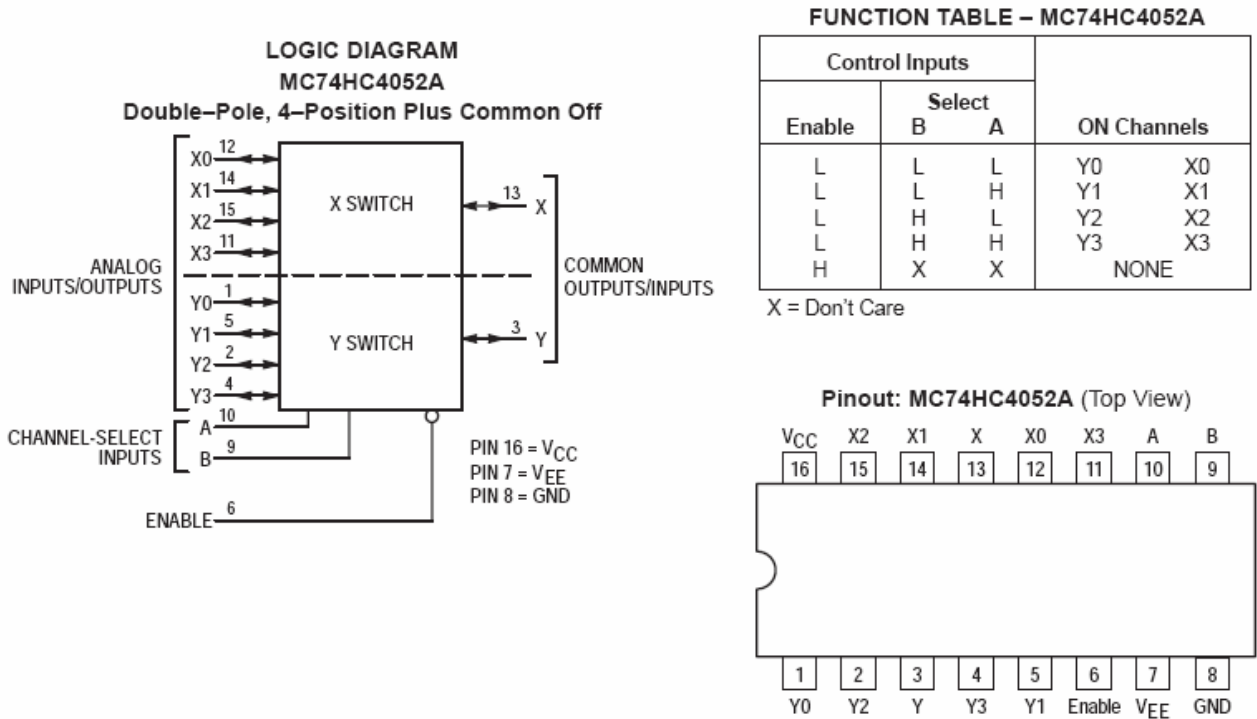 LOGIC DIAGRAM
MC74HC4052A
Double–Pole, 4–Position Plus Common Off
X0 12
X1 14
X2 15
X3 11
X SWITCH
13 X
ANALOG
INPUTS/OUTPUTS
COMMON
OUTPUTS/INPUTS
Y0 1
Y1 5
Y2 2
Y3 4
Y SWITCH
3 Y
CHANNEL-SELECT
INPUTS
A 10
B 9
ENABLE 6
PIN 16 = VCC
PIN 7 = VEE
PIN 8 = GND
FUNCTION TABLE – MC74HC4052A
Control Inputs
Select
Enable B A ON Channels
L L L Y0 X0
L L H Y1 X1
L H L Y2 X2
L H H Y3 X3
H X X NONE
X = Don't Care
Pinout: MC74HC4052A (Top View)
VCC X2 X1 X X0 X3 A B
16 15 14 13 12 11 10 9
1 2 3 4 5 6 7 8
Y0 Y2 Y Y3 Y1 Enable VEE GND